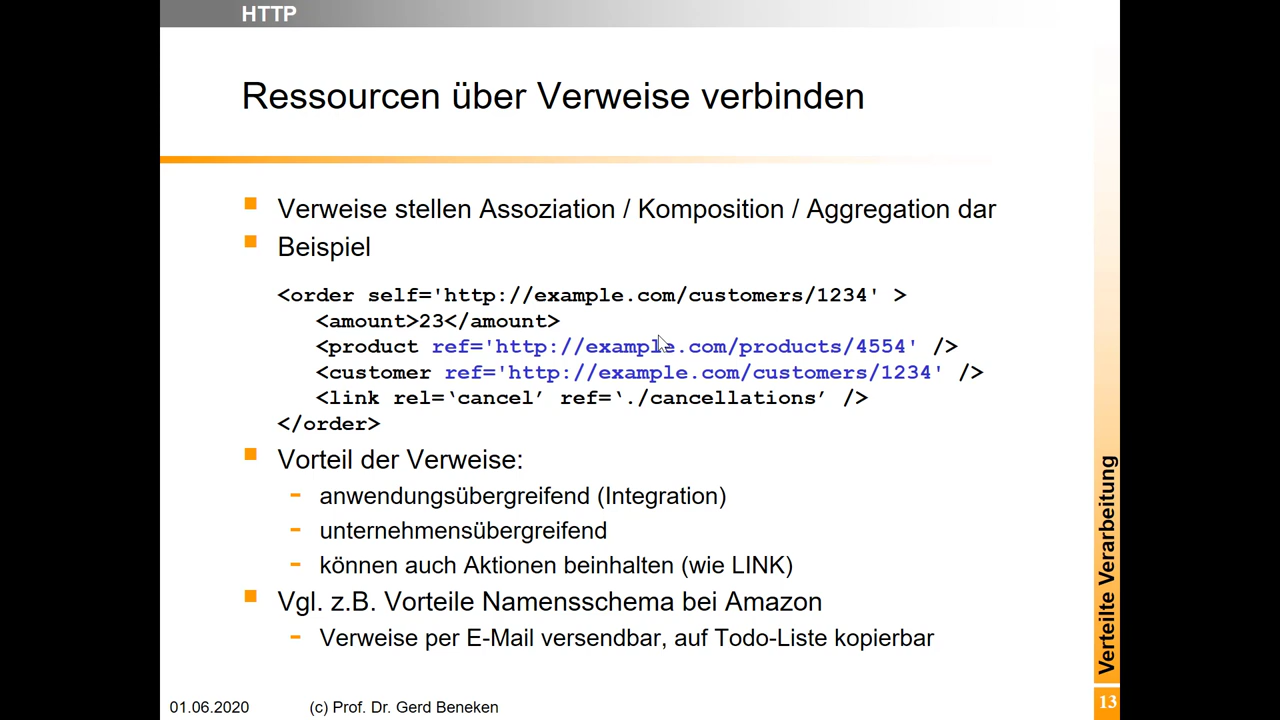 HTTP
Ressourcen über Verweise verbinden
Verweise stellen Assoziation / Komposition / Aggregation dar
Beispiel
<order self='http://example.com/customers/1234' >
<amount>23</amount>
<product ref='http://example.com/products/4554' />
<customer ref='http://example.com/customers/1234' />
<link rel=‘cancel’ ref=‘./cancellations’ />
</order>
Vorteil der Verweise:
- anwendungsübergreifend (Integration)
- unternehmensübergreifend
- können auch Aktionen beinhalten (wie LINK)
Vgl. z.B. Vorteile Namensschema bei Amazon
- Verweise per E-Mail versendbar, auf Todo-Liste kopierbar
Verteilte Verarbeitung
01.06.2020 (c) Prof. Dr. Gerd Beneken 13